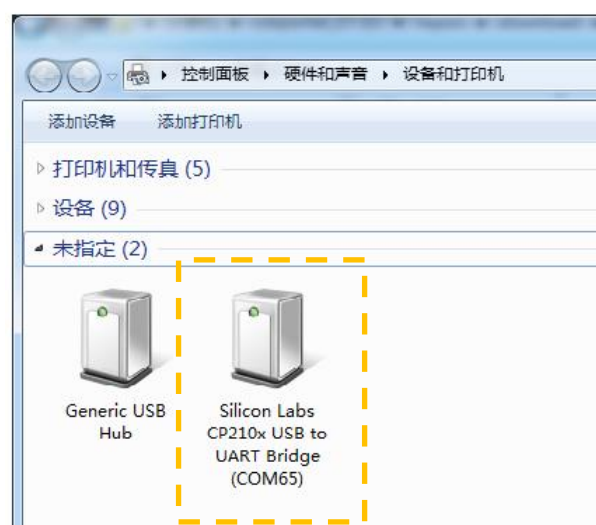 控制面板 ▸ 硬件和声音 ▸ 设备和打印机
添加设备 添加打印机
打印机和传真 (5)
设备 (9)
未指定 (2)
Generic USB
Hub
Silicon Labs
CP210x USB to
UART Bridge
(COM65)